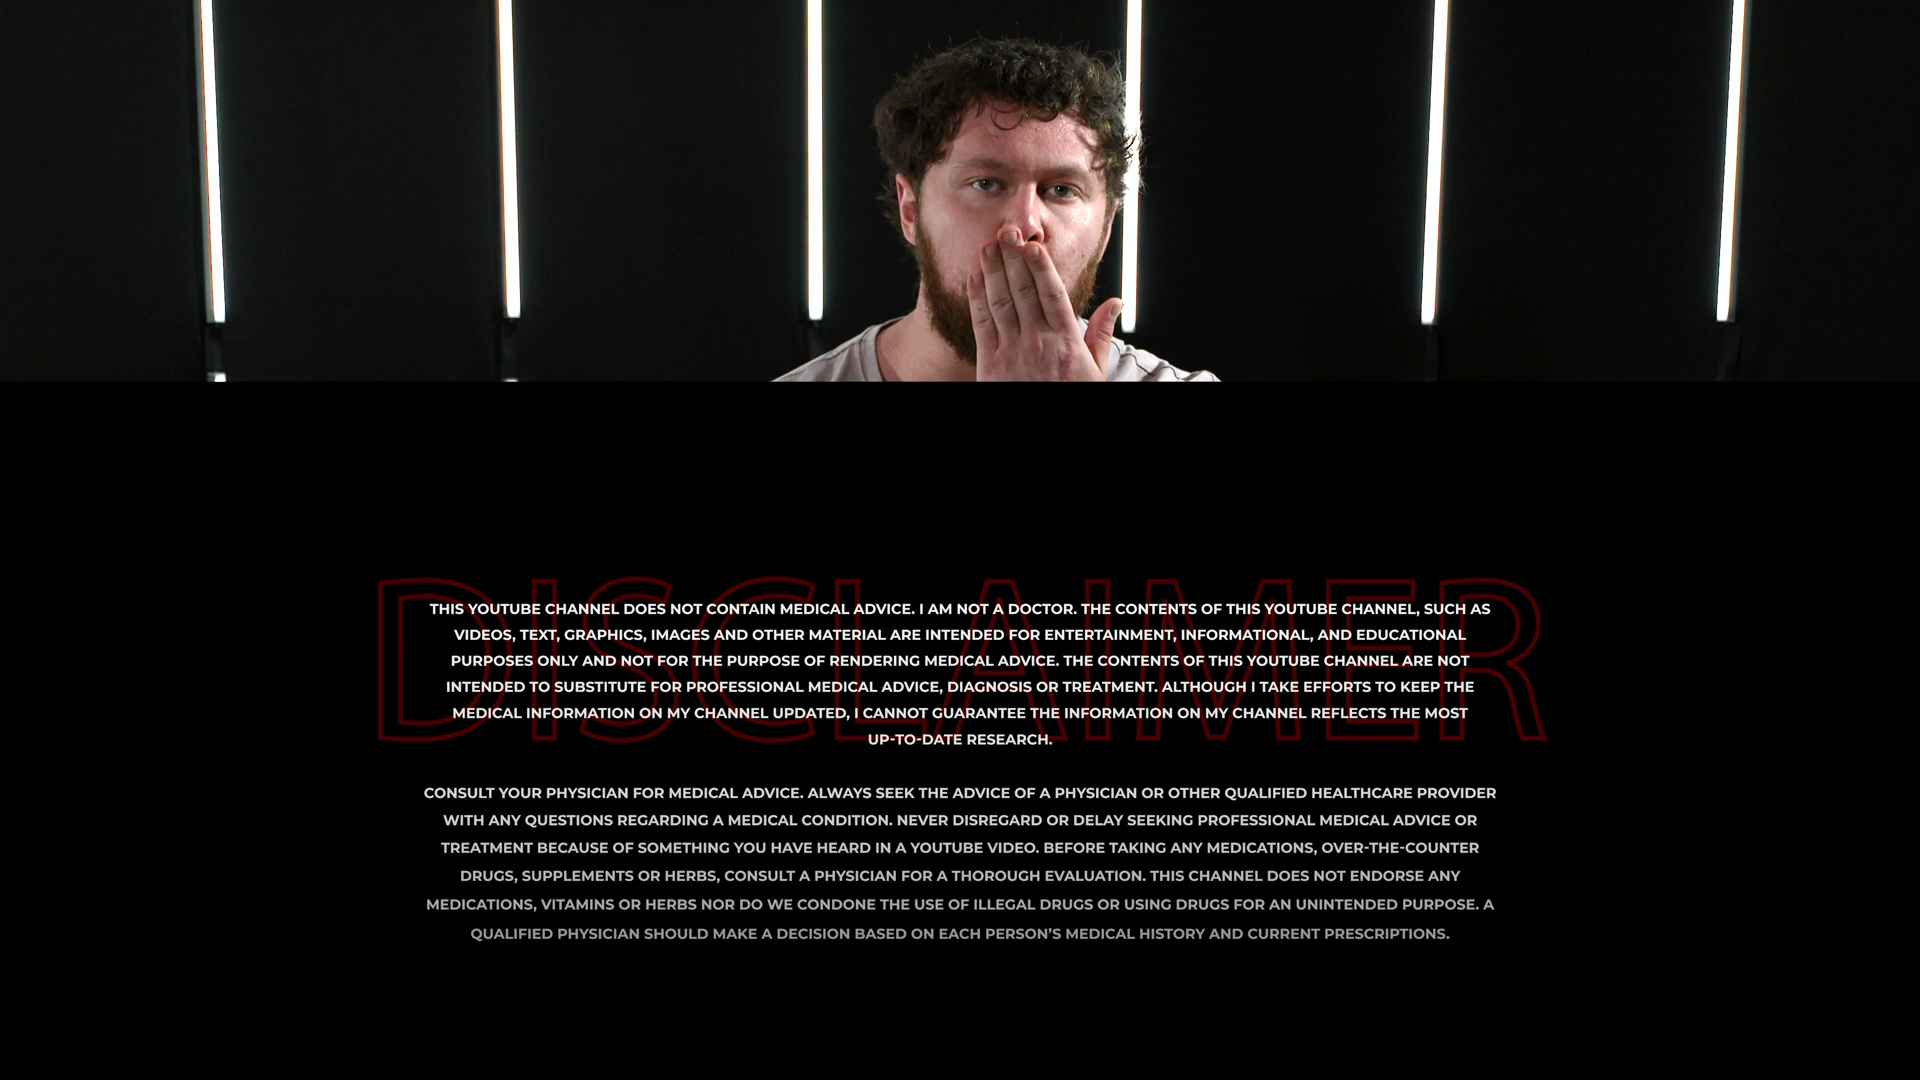 DISCLAIMER
THIS YOUTUBE CHANNEL DOES NOT CONTAIN MEDICAL ADVICE. I AM NOT A DOCTOR. THE CONTENTS OF THIS YOUTUBE CHANNEL, SUCH AS
VIDEOS, TEXT, GRAPHICS, IMAGES AND OTHER MATERIAL ARE INTENDED FOR ENTERTAINMENT, INFORMATIONAL, AND EDUCATIONAL
PURPOSES ONLY AND NOT FOR THE PURPOSE OF RENDERING MEDICAL ADVICE. THE CONTENTS OF THIS YOUTUBE CHANNEL ARE NOT
INTENDED TO SUBSTITUTE FOR PROFESSIONAL MEDICAL ADVICE, DIAGNOSIS OR TREATMENT. ALTHOUGH I TAKE EFFORTS TO KEEP THE
MEDICAL INFORMATION ON MY CHANNEL UPDATED, I CANNOT GUARANTEE THE INFORMATION ON MY CHANNEL REFLECTS THE MOST
UP-TO-DATE RESEARCH.
CONSULT YOUR PHYSICIAN FOR MEDICAL ADVICE. ALWAYS SEEK THE ADVICE OF A PHYSICIAN OR OTHER QUALIFIED HEALTHCARE PROVIDER
WITH ANY QUESTIONS REGARDING A MEDICAL CONDITION. NEVER DISREGARD OR DELAY SEEKING PROFESSIONAL MEDICAL ADVICE OR
TREATMENT BECAUSE OF SOMETHING YOU HAVE HEARD IN A YOUTUBE VIDEO. BEFORE TAKING ANY MEDICATIONS, OVER-THE-COUNTER
DRUGS, SUPPLEMENTS OR HERBS, CONSULT A PHYSICIAN FOR A THOROUGH EVALUATION. THIS CHANNEL DOES NOT ENDORSE ANY
MEDICATIONS, VITAMINS OR HERBS NOR DO WE CONDONE THE USE OF ILLEGAL DRUGS OR USING DRUGS FOR AN UNINTENDED PURPOSE. A
QUALIFIED PHYSICIAN SHOULD MAKE A DECISION BASED ON EACH PERSON’S MEDICAL HISTORY AND CURRENT PRESCRIPTIONS.